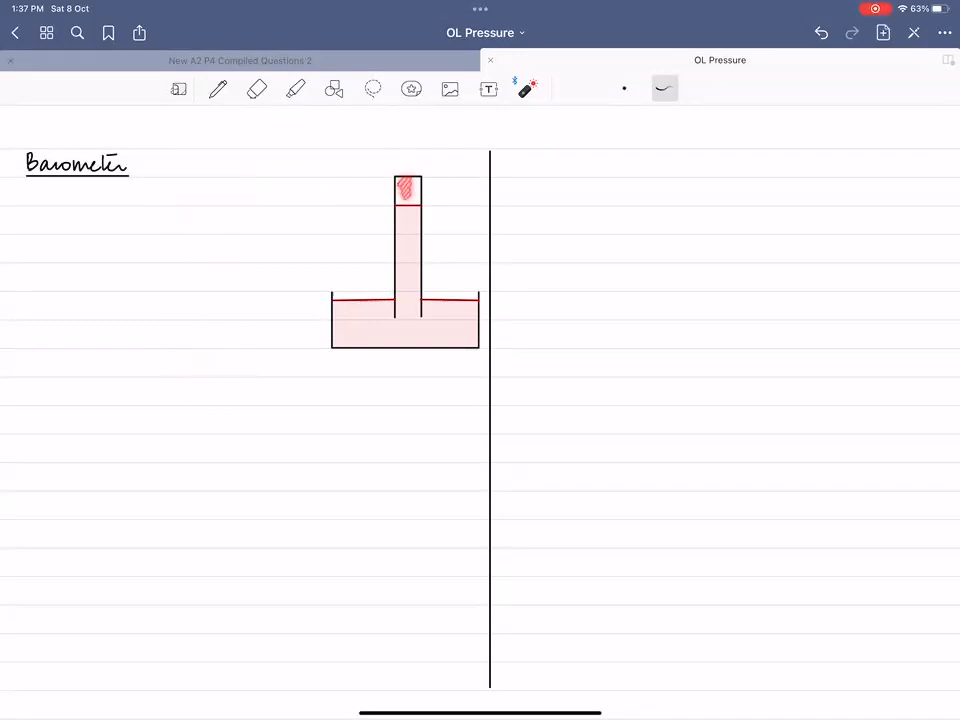 1:37 PM Sat 8 Oct
63%
OL Pressure
New A2 P4 Compiled Questions 2
OL Pressure
T
Barometer